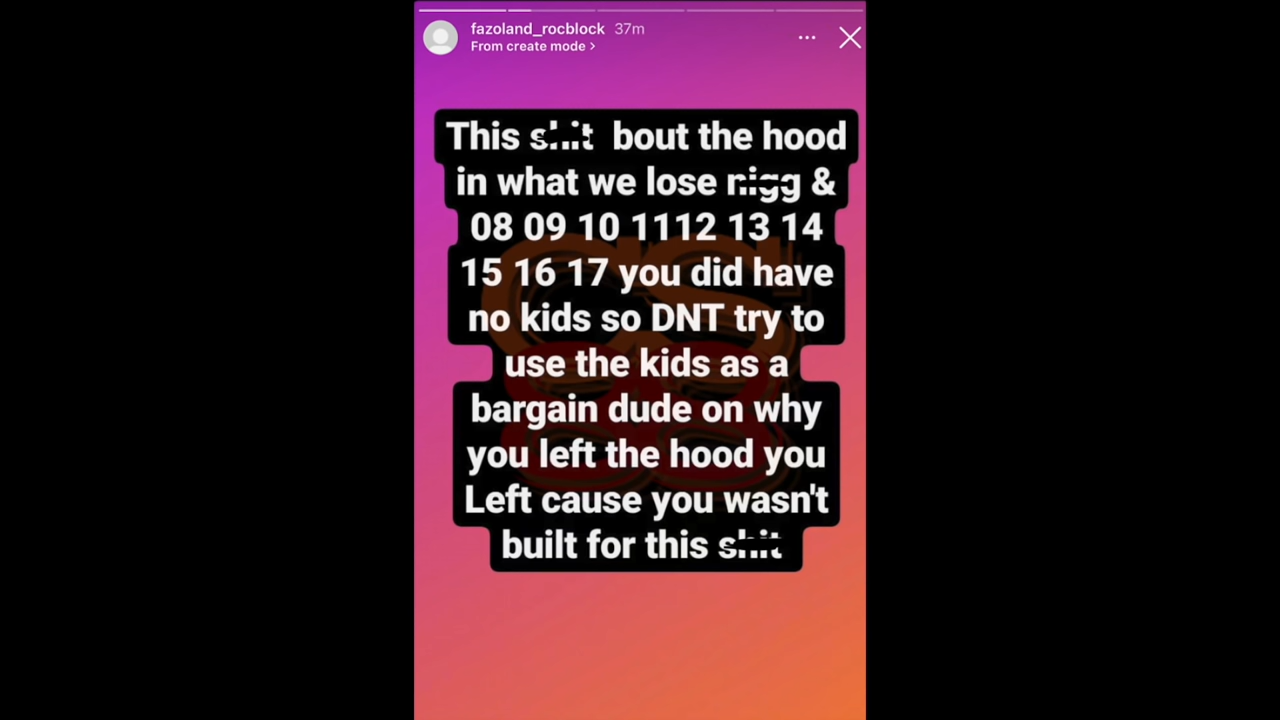 fazoland_rocblock 37m
From create mode >
This shit bout the hood
in what we lose nigg &
08 09 10 1112 13 14
15 16 17 you did have
no kids so DNT try to
use the kids as a
bargain dude on why
you left the hood you
Left cause you wasn't
built for this shit